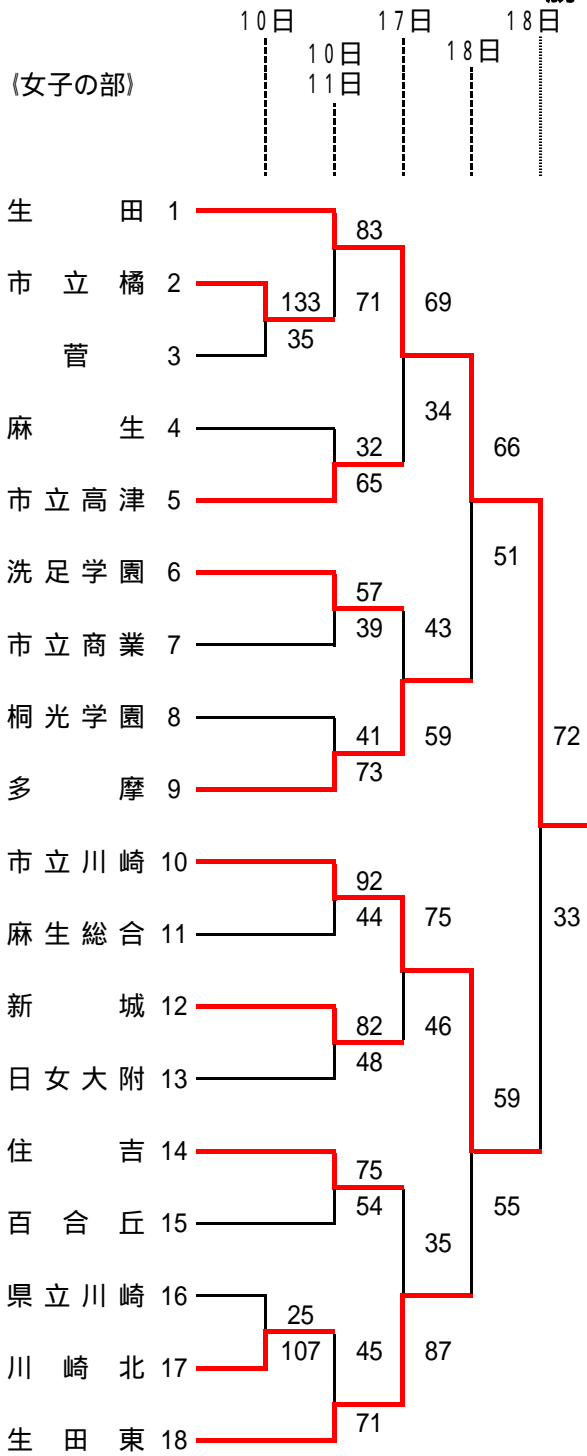 10日 17日 18日
10日
11日
18日
《女子の部》
生田 1
83
市立橘 2
133 71 69
35
菅 3
34
麻生 4
32 66
65
市立高津 5
51
洗足学園 6
57
39 43
市立商業 7
桐光学園 8
41 59 72
73
多摩 9
市立川崎 10
92
44 75 33
麻生総合 11
新城 12
82 46
48
日女大附 13
59
住吉 14
75
54 55
百合丘 15
35
県立川崎 16
25
107 45 87
川崎北 17
71
生田東 18